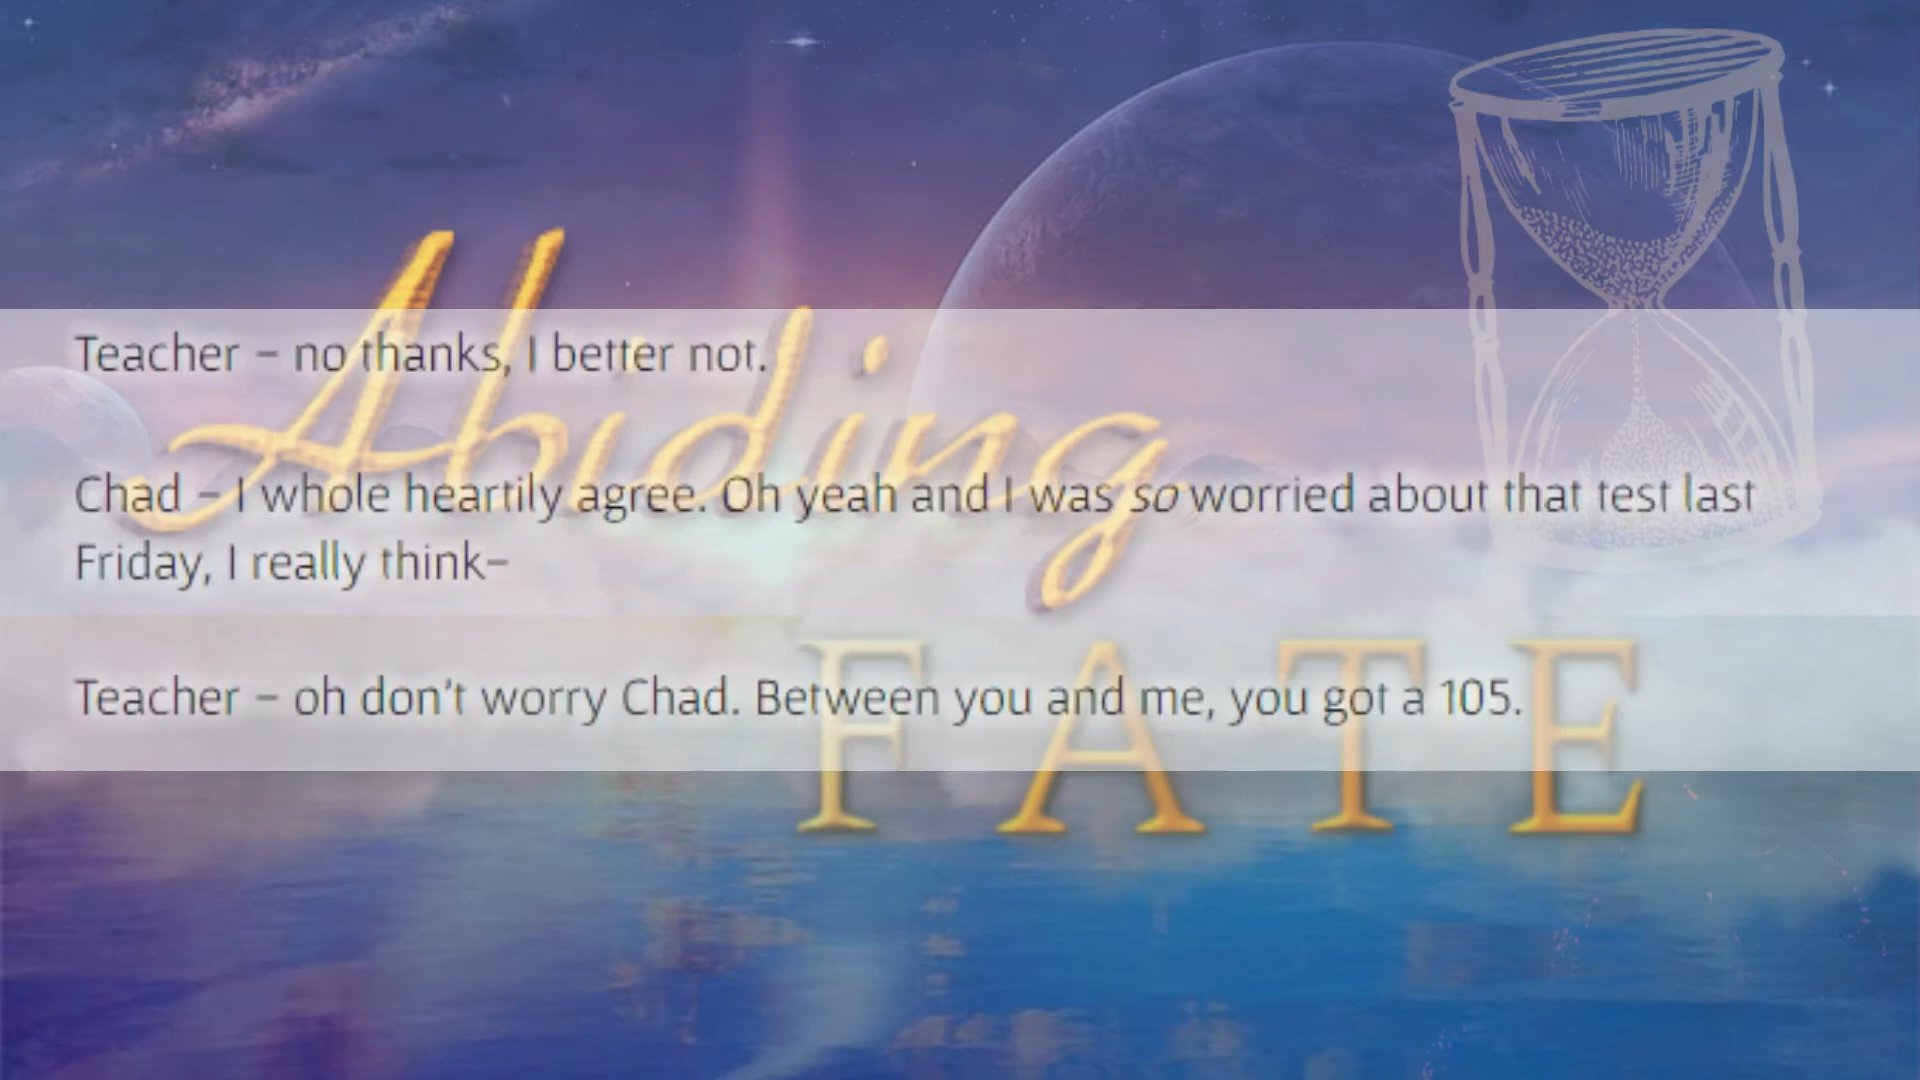 Abiding
FATE
Teacher – no thanks, I better not.
Chad – I whole heartily agree. Oh yeah and I was so worried about that test last
Friday, I really think–
Teacher – oh don't worry Chad. Between you and me, you got a 105.